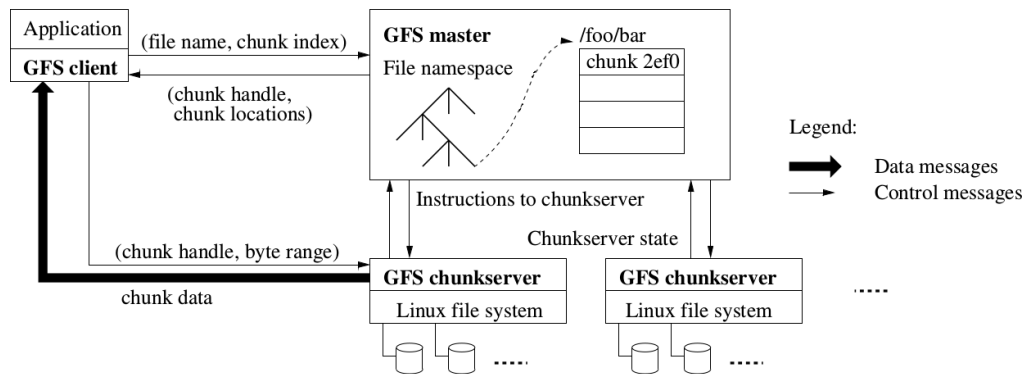 Application
GFS client
(file name, chunk index)
(chunk handle,
chunk locations)
GFS master
File namespace
/foo/bar
chunk 2ef0
Legend:
Data messages
Control messages
Instructions to chunkserver
Chunkserver state
(chunk handle, byte range)
chunk data
GFS chunkserver
Linux file system
GFS chunkserver
Linux file system